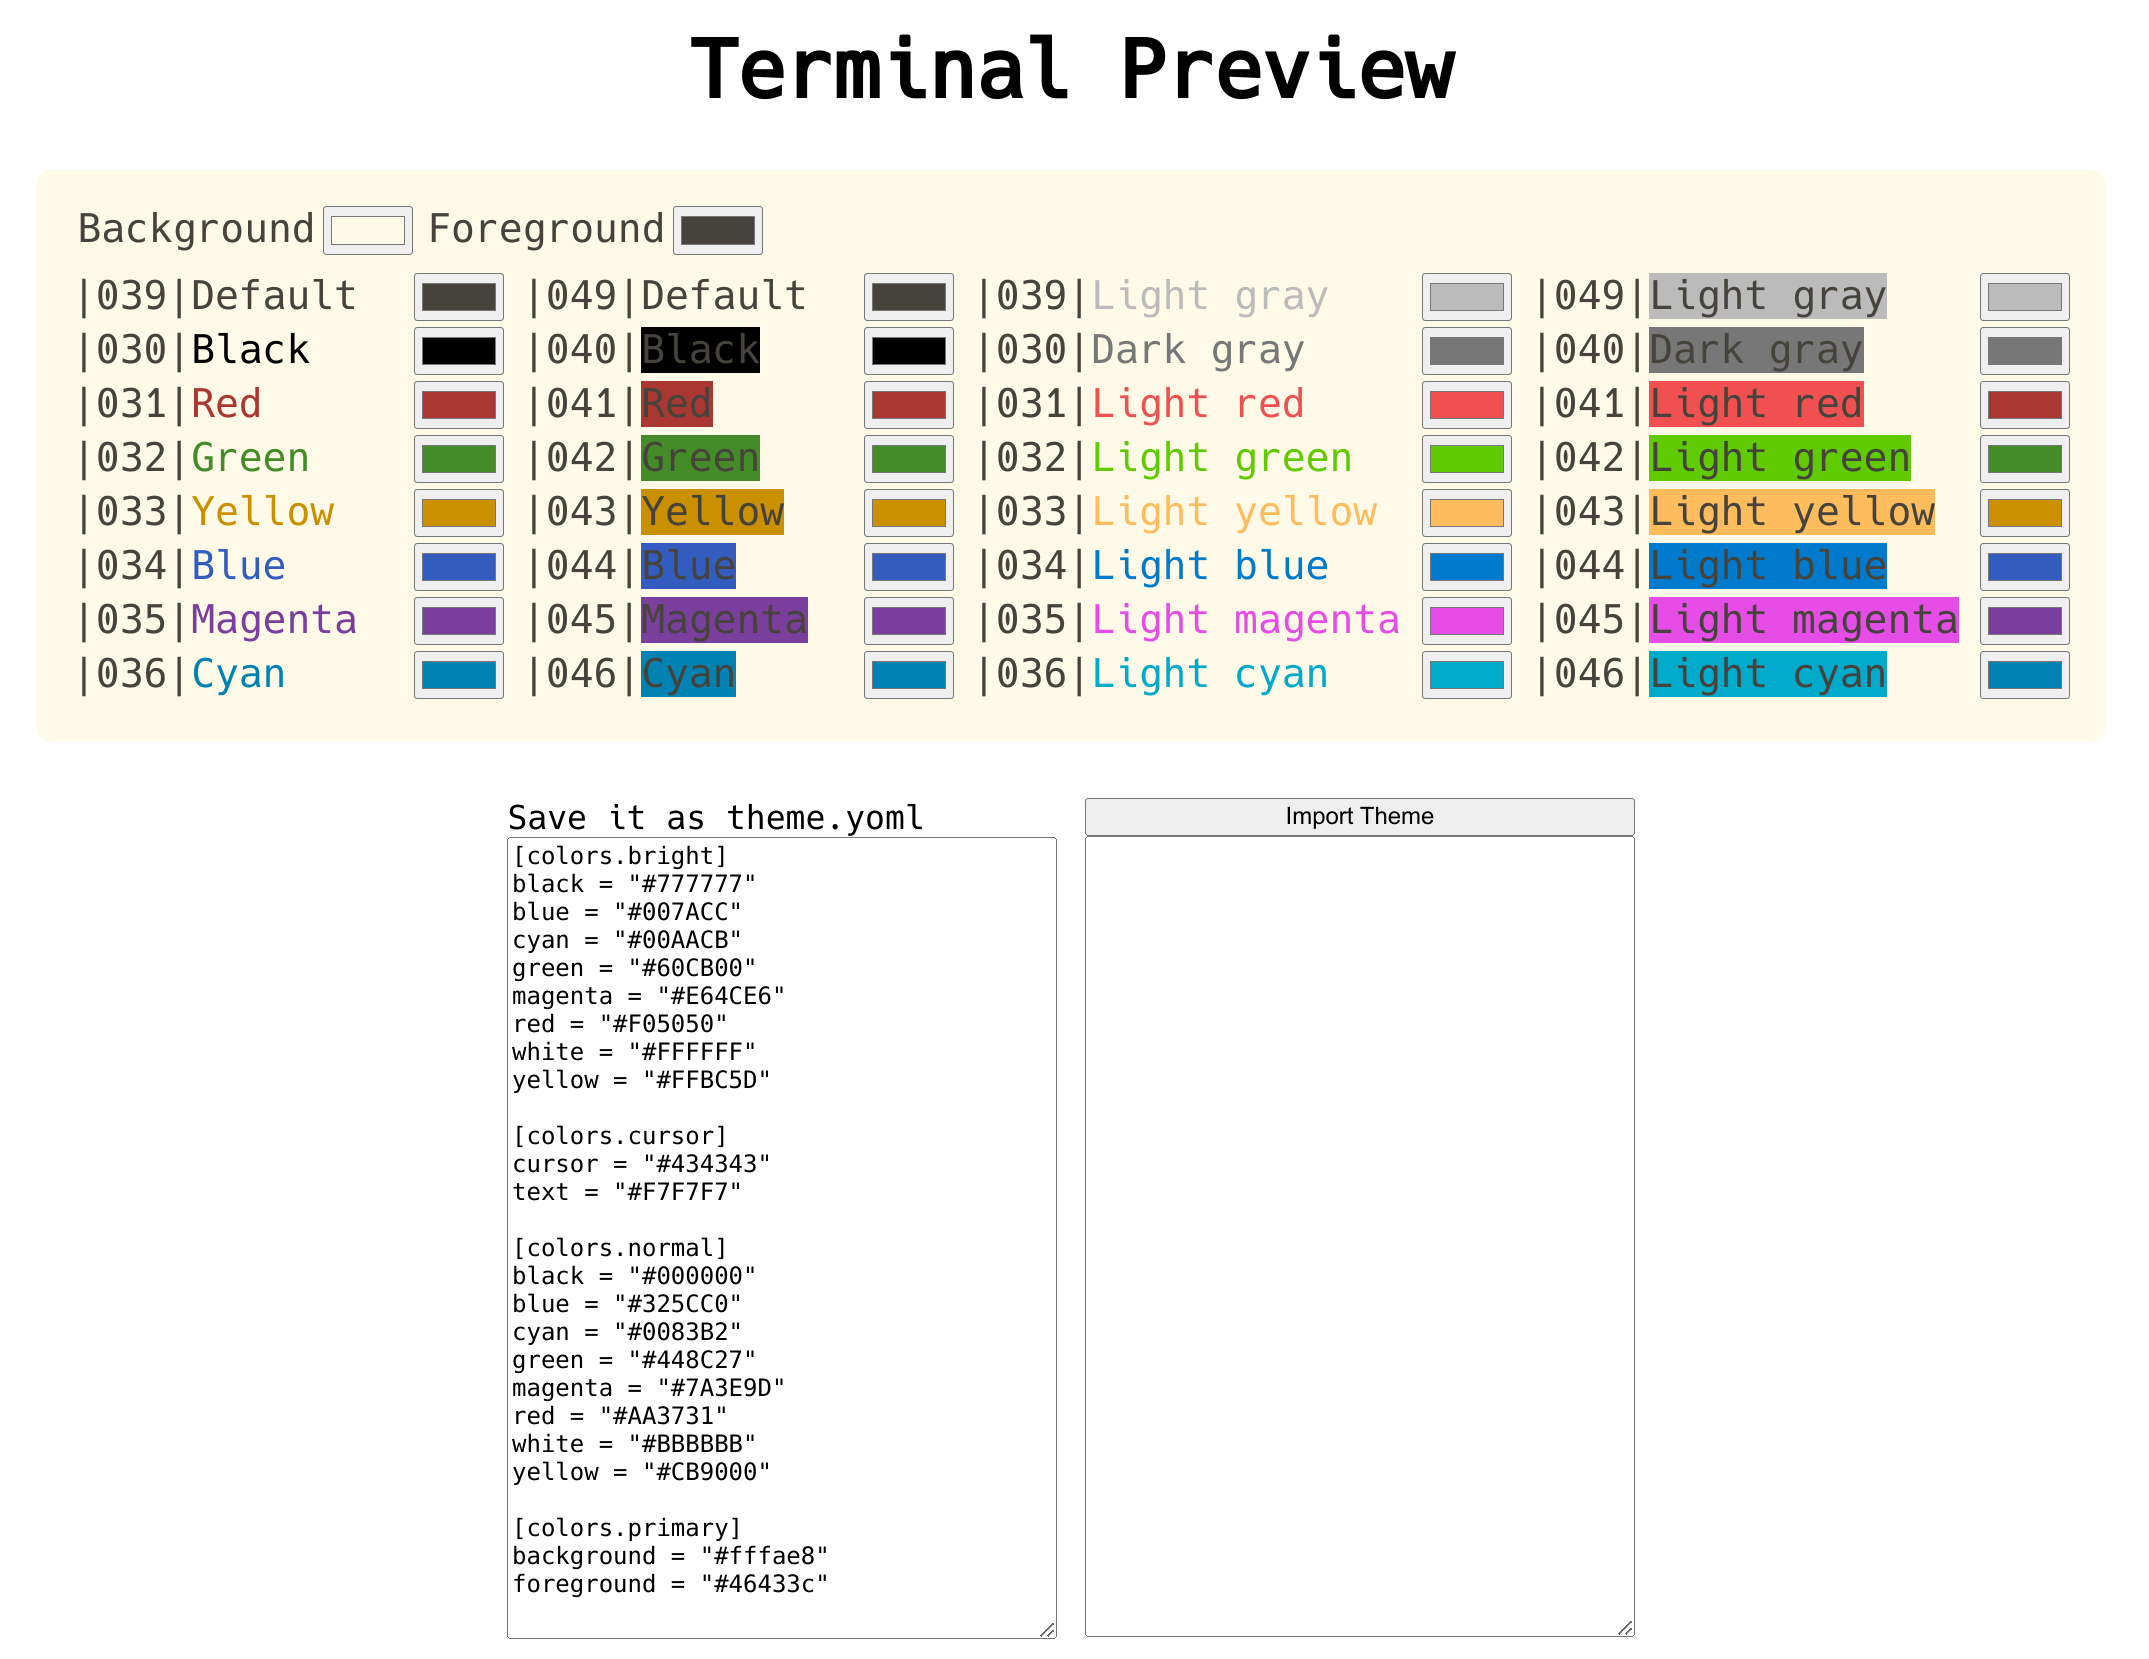 Terminal Preview
Background Foreground
|039|Default |049|Default |039|Light gray |049|Light gray
|030|Black |040|Black |030|Dark gray |040|Dark gray
|031|Red |041|Red |031|Light red |041|Light red
|032|Green |042|Green |032|Light green |042|Light green
|033|Yellow |043|Yellow |033|Light yellow |043|Light yellow
|034|Blue |044|Blue |034|Light blue |044|Light blue
|035|Magenta |045|Magenta |035|Light magenta |045|Light magenta
|036|Cyan |046|Cyan |036|Light cyan |046|Light cyan
Save it as theme.yoml
[colors.bright]
black = "#777777"
blue = "#007ACC"
cyan = "#00AACB"
green = "#60CB00"
magenta = "#E64CE6"
red = "#F05050"
white = "#FFFFFF"
yellow = "#FFBC5D"
[colors.cursor]
cursor = "#434343"
text = "#F7F7F7"
[colors.normal]
black = "#000000"
blue = "#325CC0"
cyan = "#0083B2"
green = "#448C27"
magenta = "#7A3E9D"
red = "#AA3731"
white = "#BBBBBB"
yellow = "#CB9000"
[colors.primary]
background = "#fffae8"
foreground = "#46433c"
Import Theme